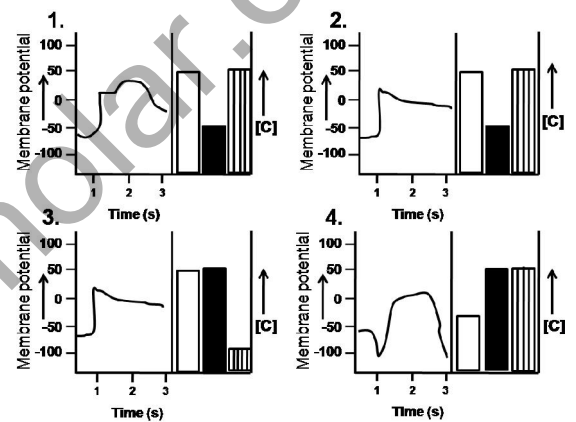 1.
Membrane potential
100
50
0
-50
-100
1 2 3
Time (s)
[C]
2.
Membrane potential
100
50
0
-50
-100
1 2 3
Time (s)
[C]
3.
Membrane potential
100
50
0
-50
-100
1 2 3
Time (s)
[C]
4.
Membrane potential
100
50
0
-50
-100
1 2 3
Time (s)
[C]
olar.